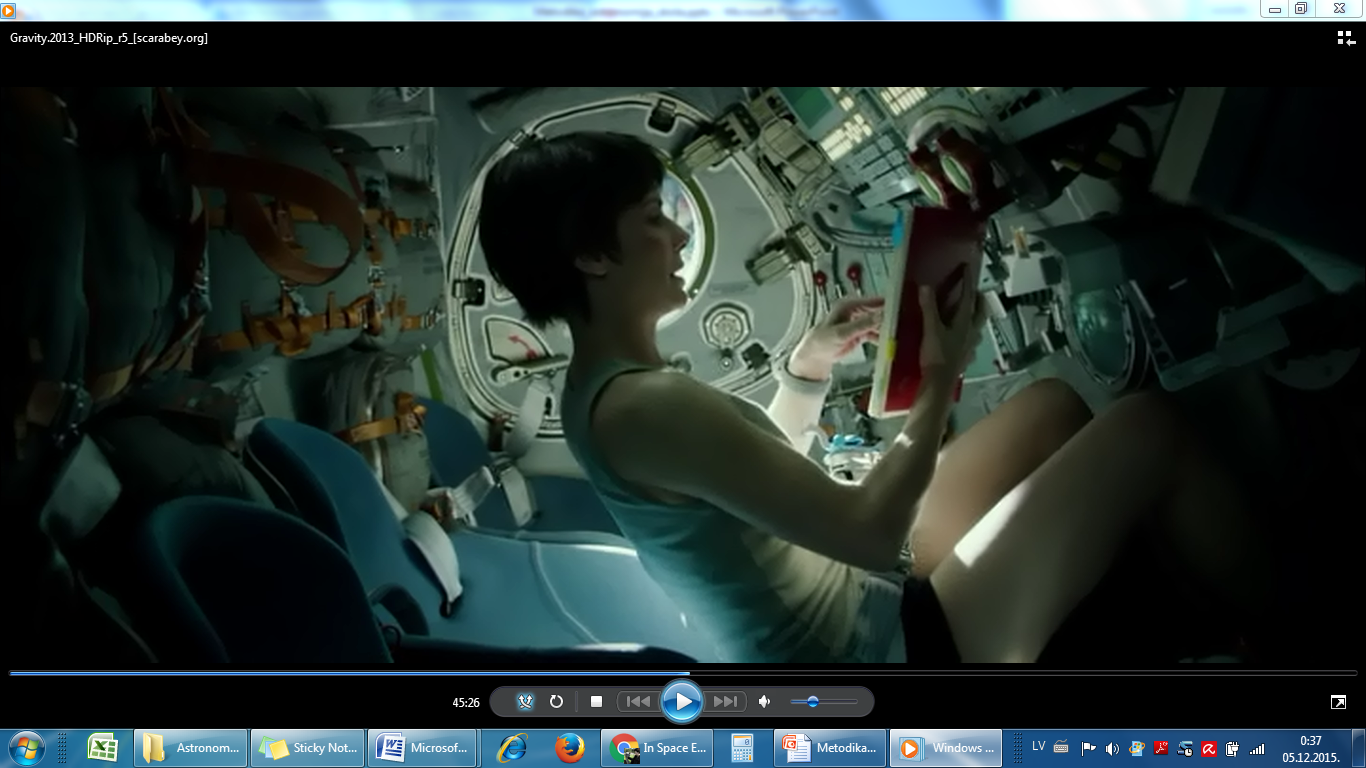 Gravity.2013_HDRip_r5_[scarabey.org]
45:26
Astronom...
Sticky Not...
Microsof...
In Space E...
Metodika...
Windows ...
LV
0:37
05.12.2015.